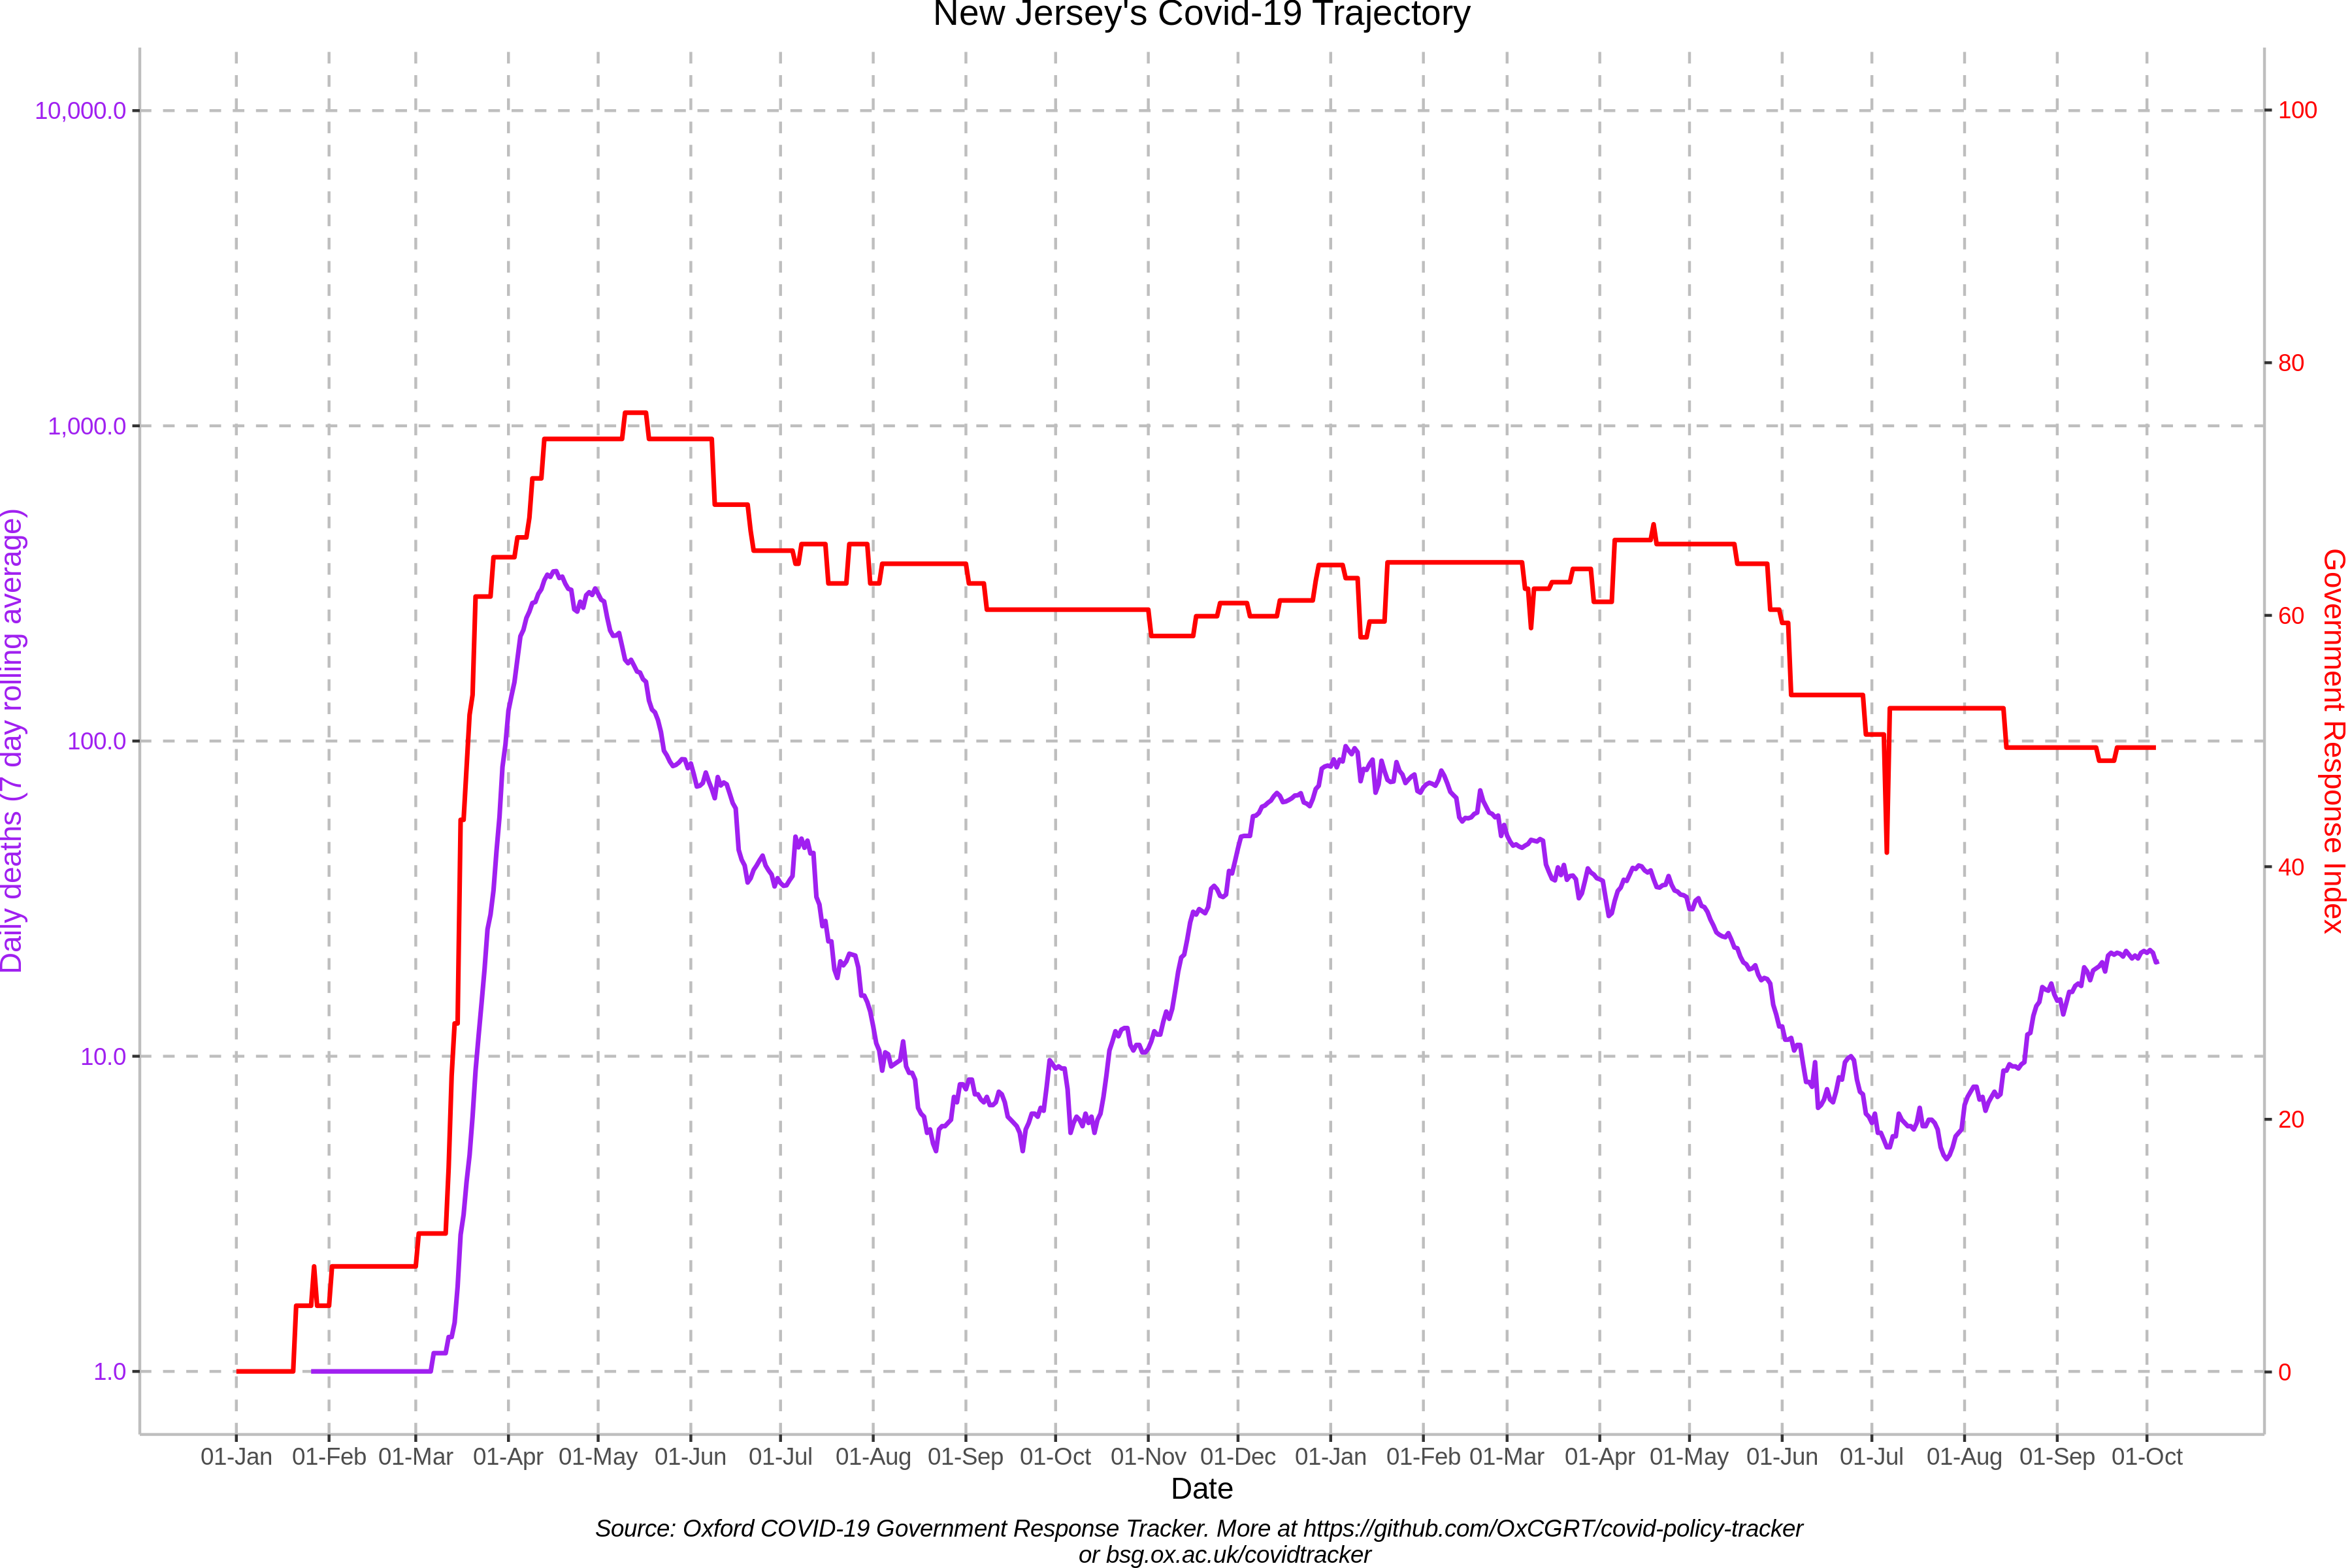 New Jersey's Covid-19 Trajectory
10,000.0
1,000.0
100.0
10.0
1.0
Daily deaths (7 day rolling average)
100
80
60
40
20
0
Government Response Index
01-Jan 01-Feb 01-Mar 01-Apr 01-May 01-Jun 01-Jul 01-Aug 01-Sep 01-Oct 01-Nov 01-Dec 01-Jan 01-Feb 01-Mar 01-Apr 01-May 01-Jun 01-Jul 01-Aug 01-Sep 01-Oct
Date
Source: Oxford COVID-19 Government Response Tracker. More at https://github.com/OxCGRT/covid-policy-tracker
or bsg.ox.ac.uk/covidtracker